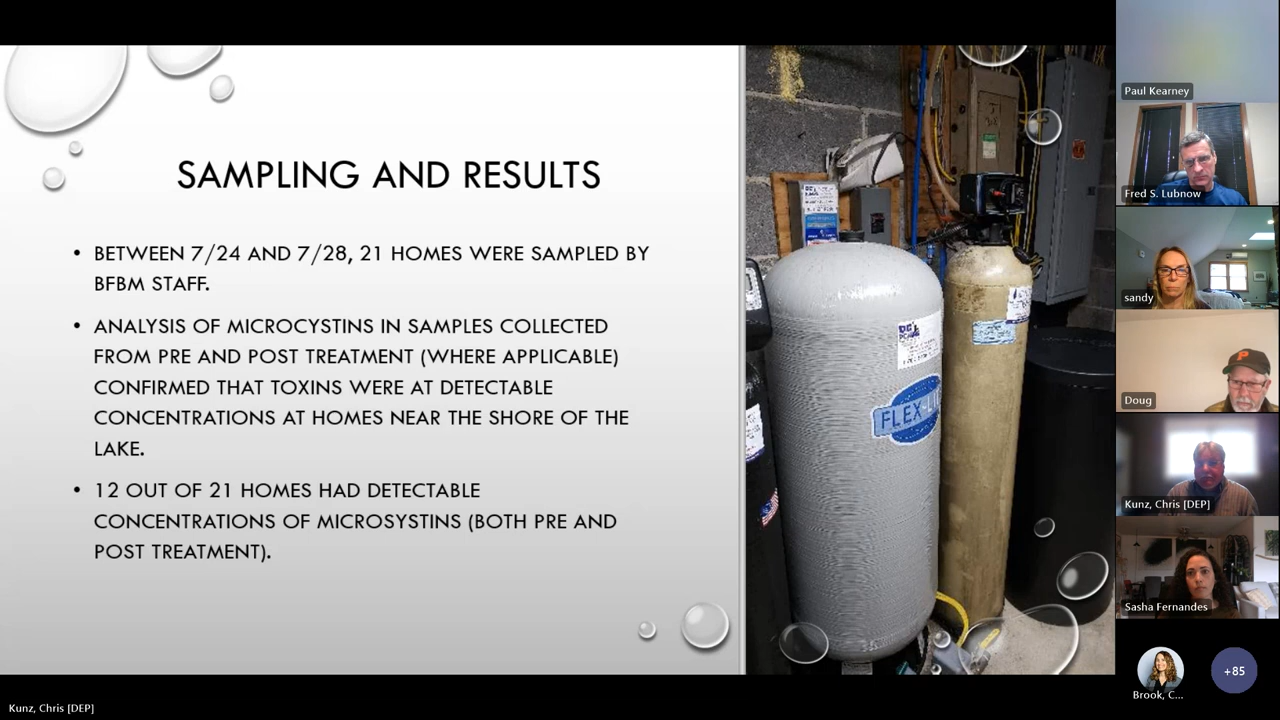 SAMPLING AND RESULTS
• BETWEEN 7/24 AND 7/28, 21 HOMES WERE SAMPLED BY
BFBM STAFF.
• ANALYSIS OF MICROCYSTINS IN SAMPLES COLLECTED
FROM PRE AND POST TREATMENT (WHERE APPLICABLE)
CONFIRMED THAT TOXINS WERE AT DETECTABLE
CONCENTRATIONS AT HOMES NEAR THE SHORE OF THE
LAKE.
• 12 OUT OF 21 HOMES HAD DETECTABLE
CONCENTRATIONS OF MICROSYSTINS (BOTH PRE AND
POST TREATMENT).
Paul Kearney
Fred S. Lubnow
sandy
Doug
Kunz, Chris [DEP]
Sasha Fernandes
Brook, C...
+85
Kunz, Chris [DEP]